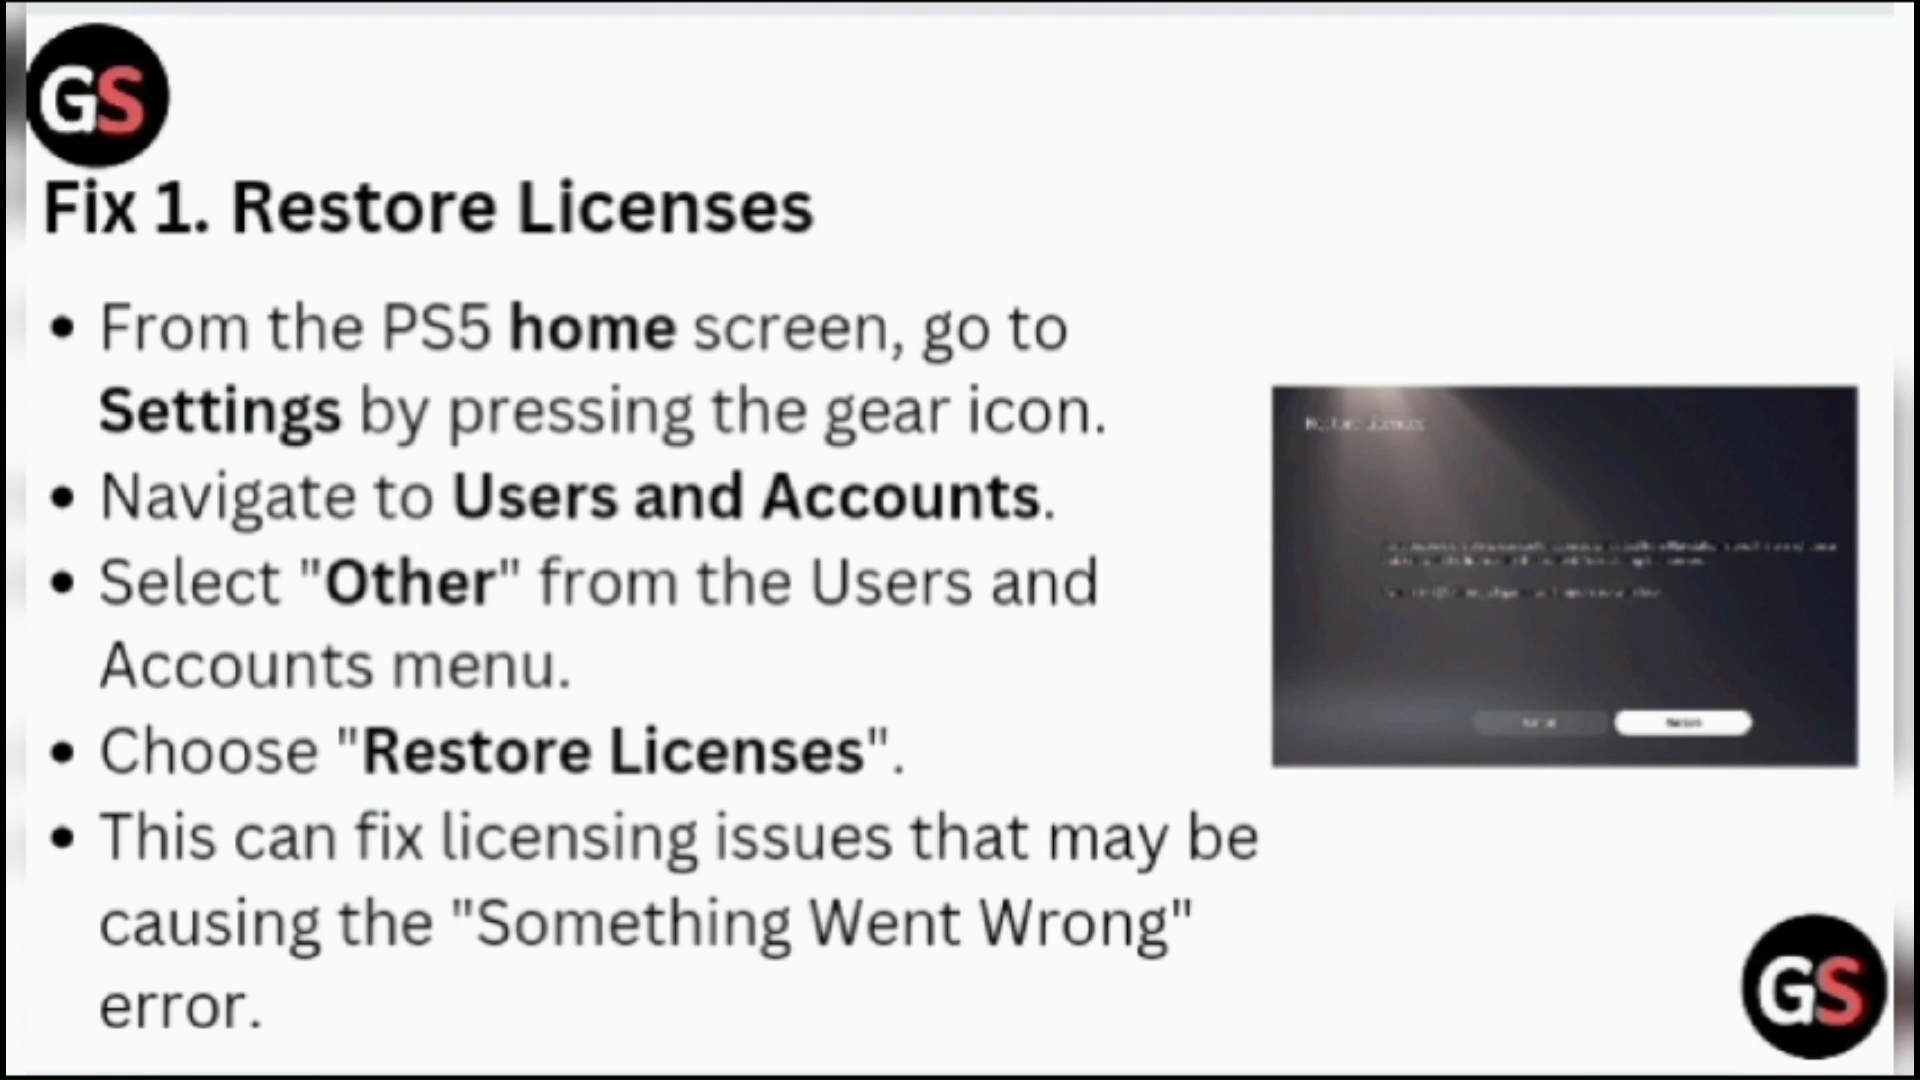 GS
Fix 1. Restore Licenses
From the PS5 home screen, go to
Settings by pressing the gear icon.
Navigate to Users and Accounts.
Select "Other" from the Users and
Accounts menu.
Choose "Restore Licenses".
This can fix licensing issues that may be
causing the "Something Went Wrong"
error.
Restore Licenses
GS